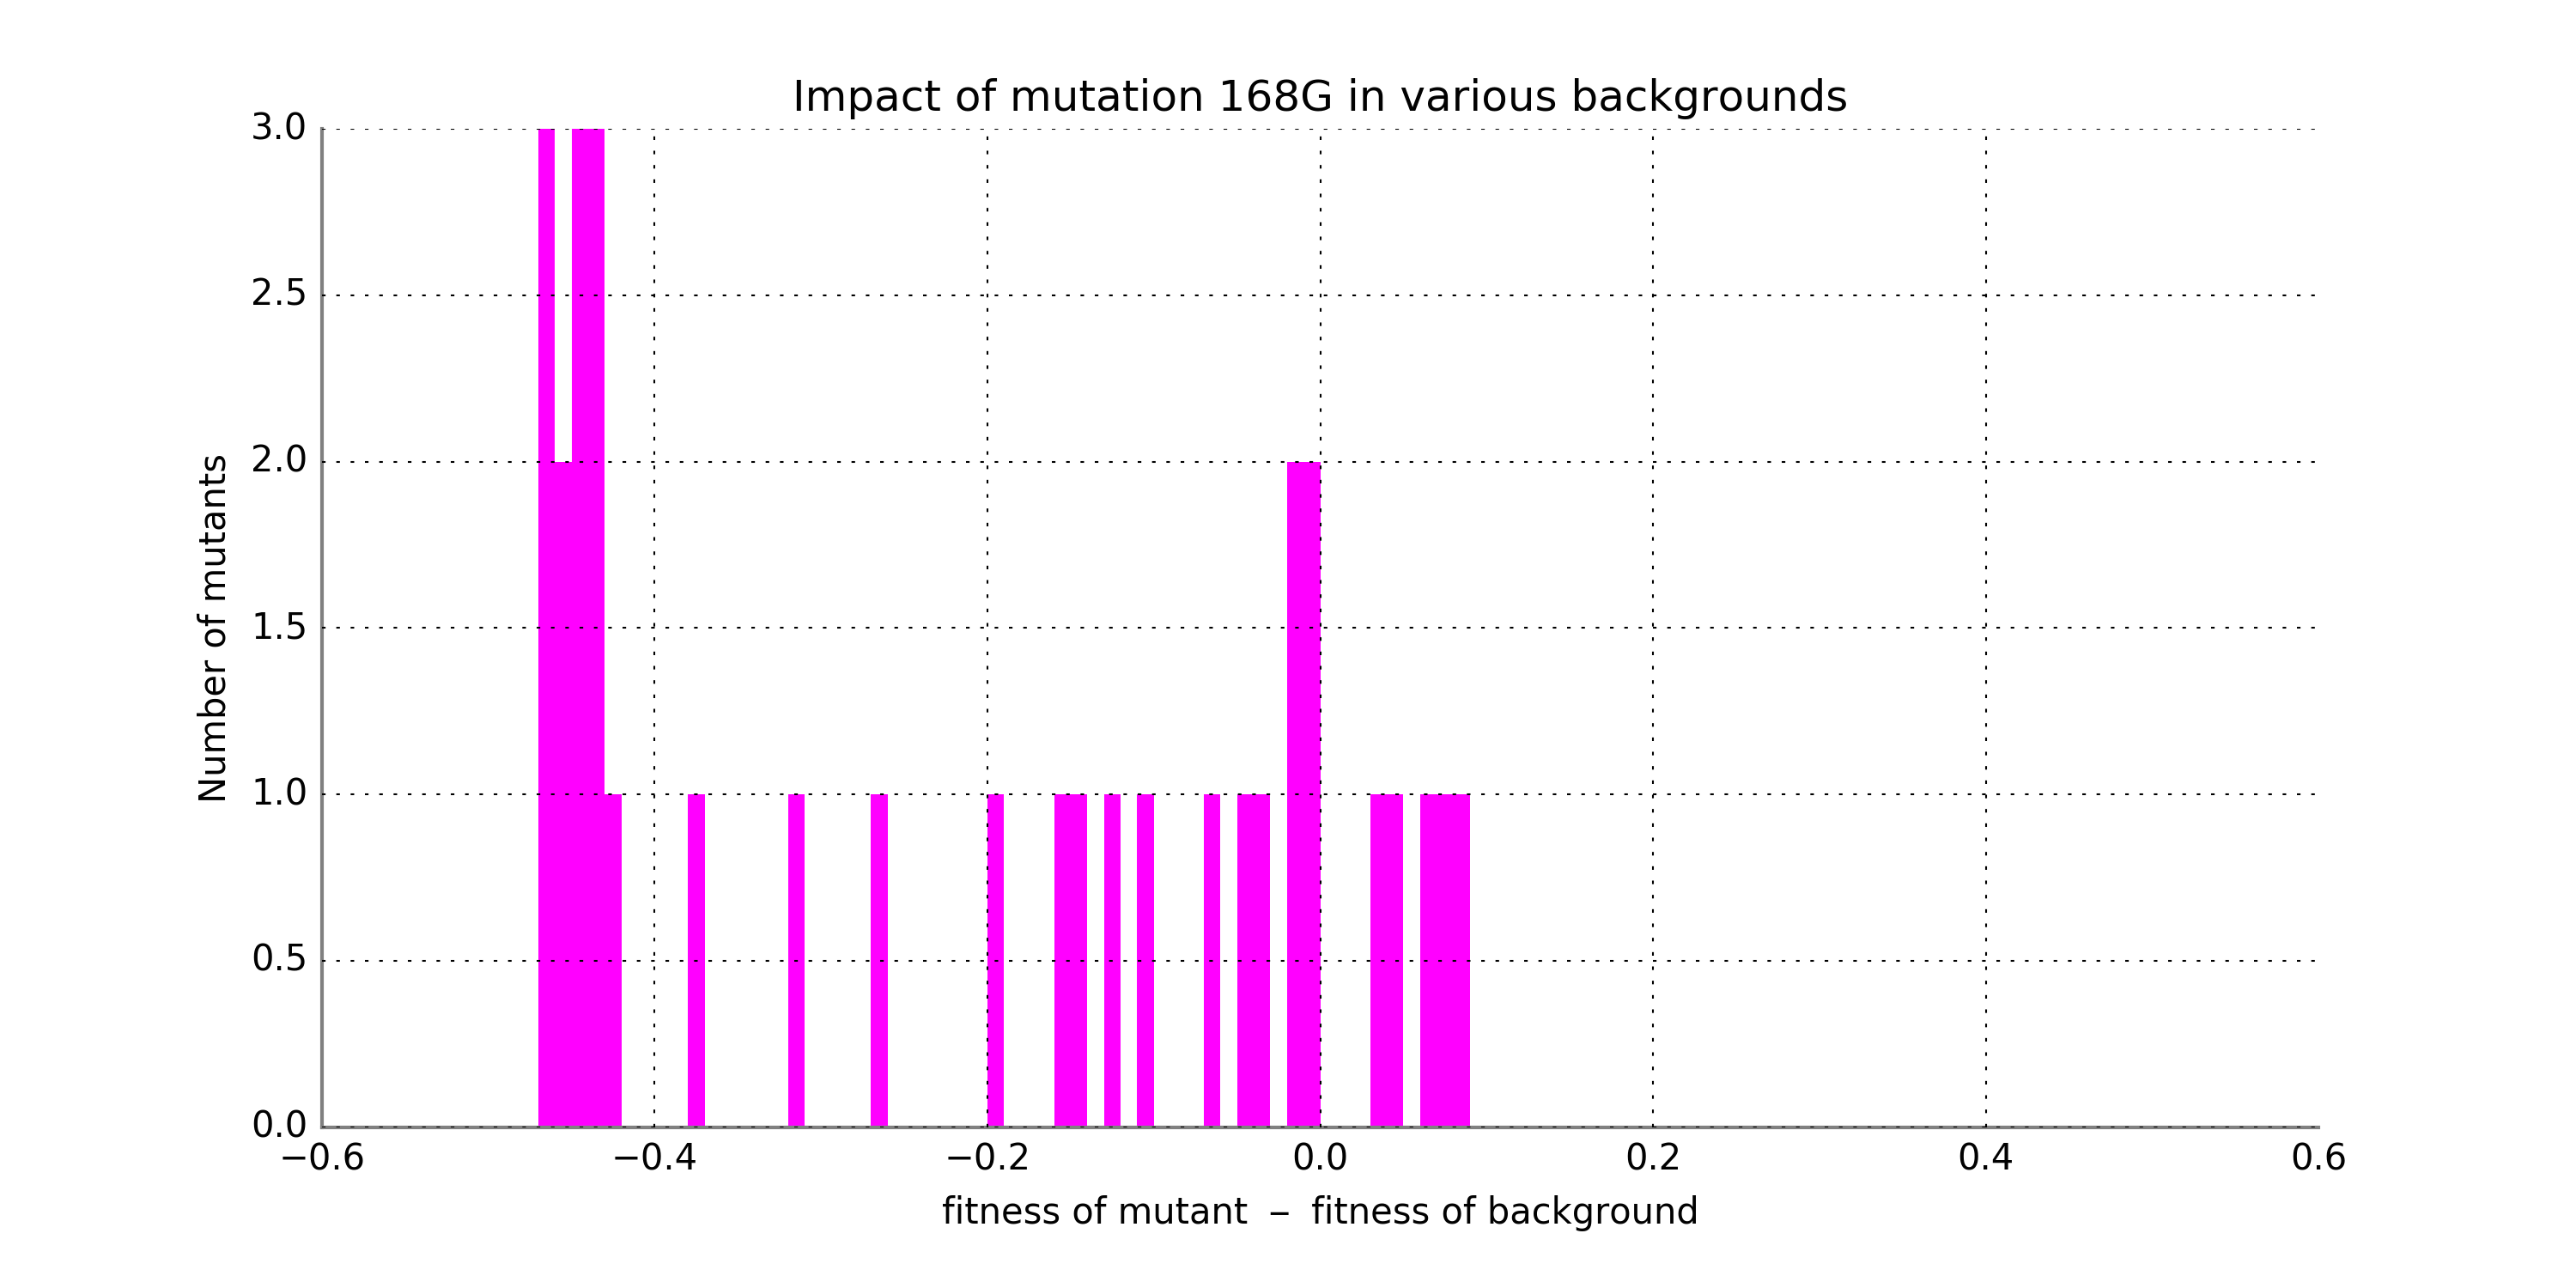 Impact of mutation 168G in various backgrounds
3.0
2.5
2.0
1.5
1.0
0.5
0.0
Number of mutants
−0.6 −0.4 −0.2 0.0 0.2 0.4 0.6
fitness of mutant − fitness of background